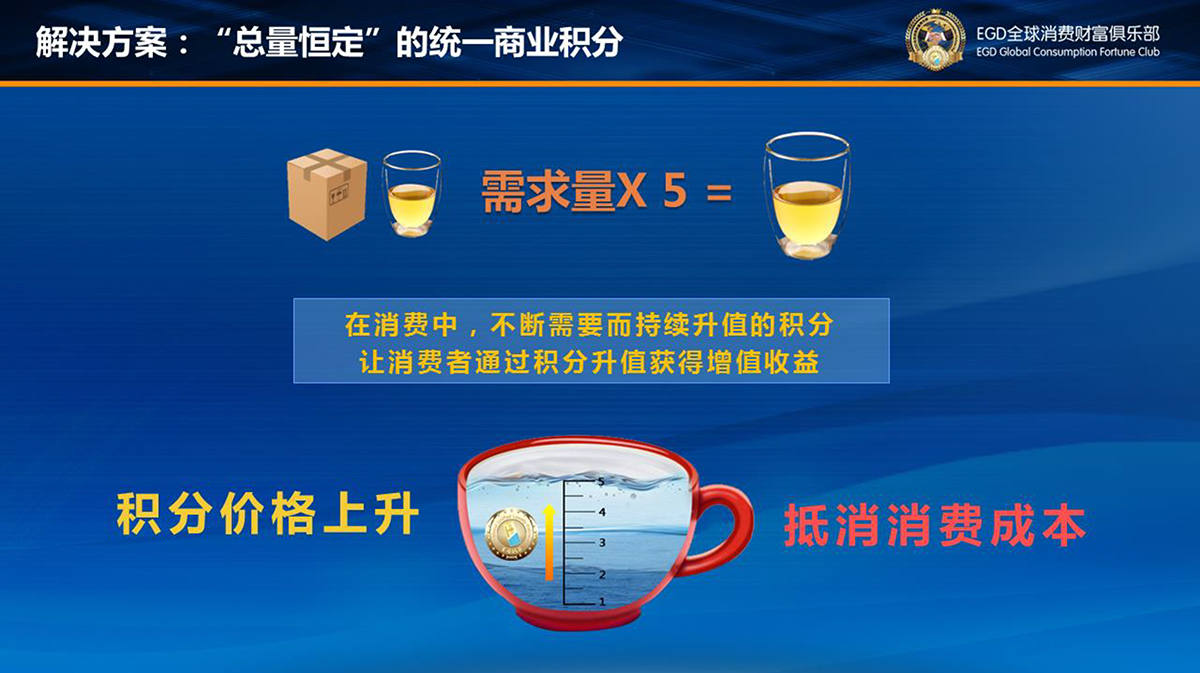 解决方案：“总量恒定”的统一商业积分
EGD全球消费财富俱乐部
EGD Global Consumption Fortune Club
需求量X 5 =
在消费中，不断需要而持续升值的积分
让消费者通过积分升值获得增值收益
积分价格上升
5
4
3
2
1
抵消消费成本